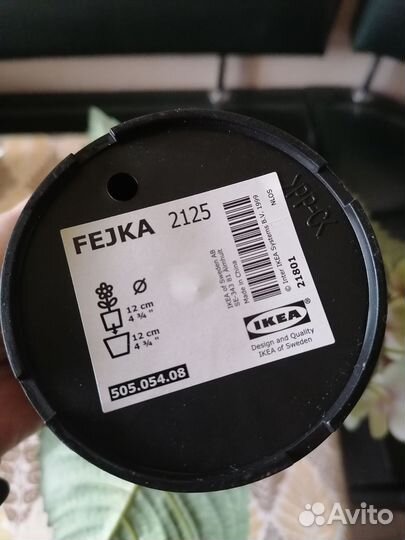 FEJKA 2125
Ø
12 cm
4 ¾ "
12 cm
4 ¾ "
505.054.08
IKEA of Sweden AB
SE-343 81 Älmhult
Made in China
© Inter IKEA Systems B.V. 1999
21801
NL05
IKEA
®
Design and Quality
IKEA of Sweden
>PP-CK
Avito